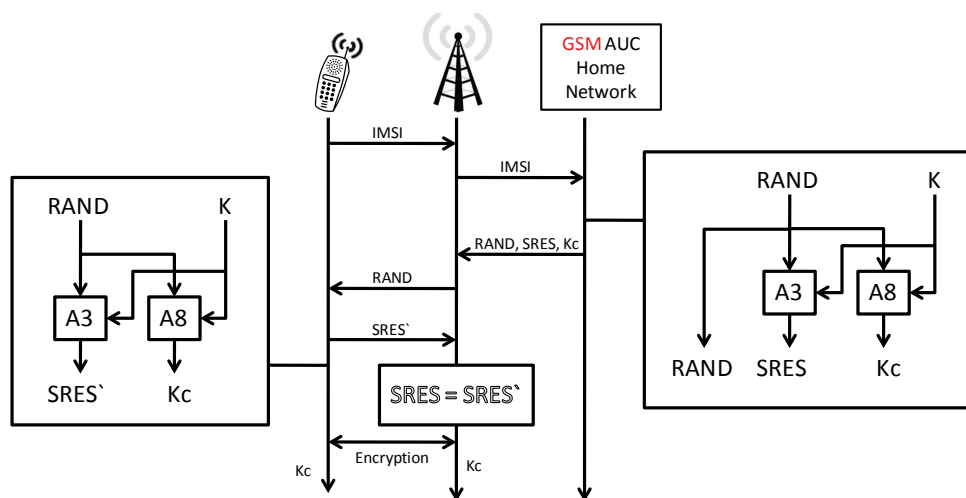 GSM AUC
Home
Network
IMSI
IMSI
RAND, SRES, Kc
RAND
SRES`
SRES = SRES`
Encryption
Kc
Kc
RAND K
A3 A8
SRES` Kc
RAND K
A3 A8
RAND SRES Kc